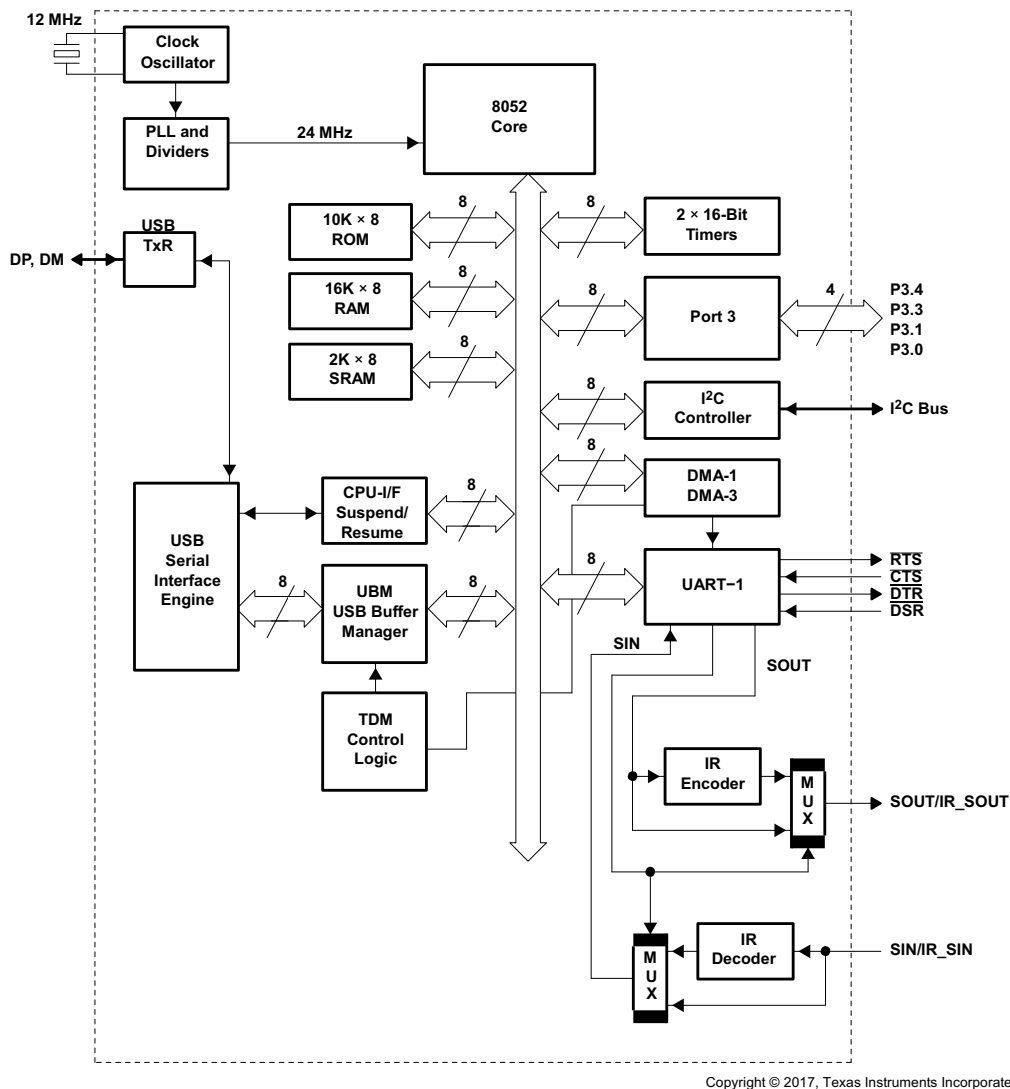 12 MHz
Clock
Oscillator
8052
Core
PLL and
Dividers
24 MHz
USB
TxR
DP, DM
10K × 8
ROM
8
8
2 × 16-Bit
Timers
16K × 8
RAM
8
8
Port 3
4
P3.4
P3.3
P3.1
P3.0
2K × 8
SRAM
8
8
I²C
Controller
I²C Bus
8
DMA-1
DMA-3
USB
Serial
Interface
Engine
CPU-I/F
Suspend/
Resume
8
8
UBM
USB Buffer
Manager
8
8
UART−1
RTS
CTS
DTR
DSR
SIN
SOUT
TDM
Control
Logic
IR
Encoder
M
U
X
SOUT/IR_SOUT
M
U
X
IR
Decoder
SIN/IR_SIN
Copyright © 2017, Texas Instruments Incorporate